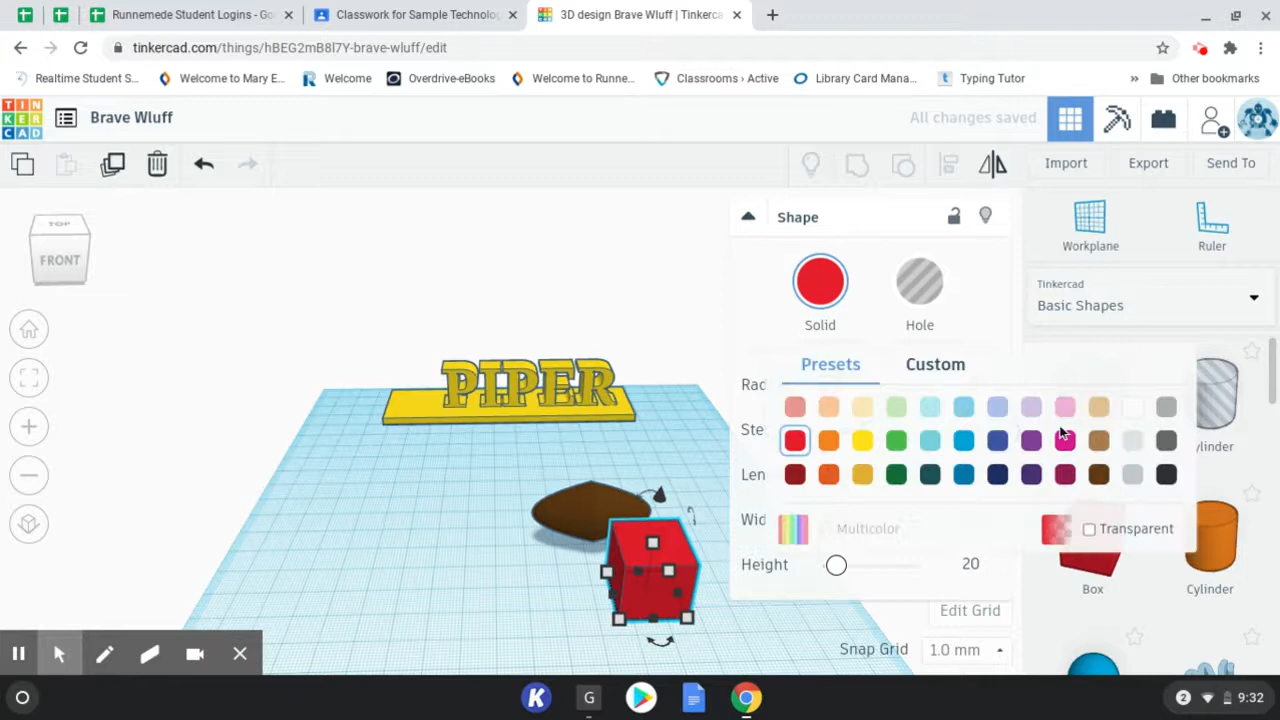 Runnemede Student Logins - Go
Classwork for Sample Technolo
3D design Brave Wluff | Tinkerca
tinkercad.com/things/hBEG2mB8l7Y-brave-wluff/edit
Realtime Student S...
Welcome to Mary E...
Welcome
Overdrive-eBooks
Welcome to Runne...
Classrooms › Active
Library Card Mana...
Typing Tutor
»
Other bookmarks
TIN
KER
CAD
Brave Wluff
All changes saved
Import
Export
Send To
TOP
FRONT
Shape
Solid
Hole
Presets
Custom
Rad
Ste
Len
Wid
Multicolor
Transparent
Height
20
Workplane
Ruler
Tinkercad
Basic Shapes
ylinder
Box
Cylinder
PIPER
Edit Grid
Snap Grid
1.0 mm
K
G
2
9:32